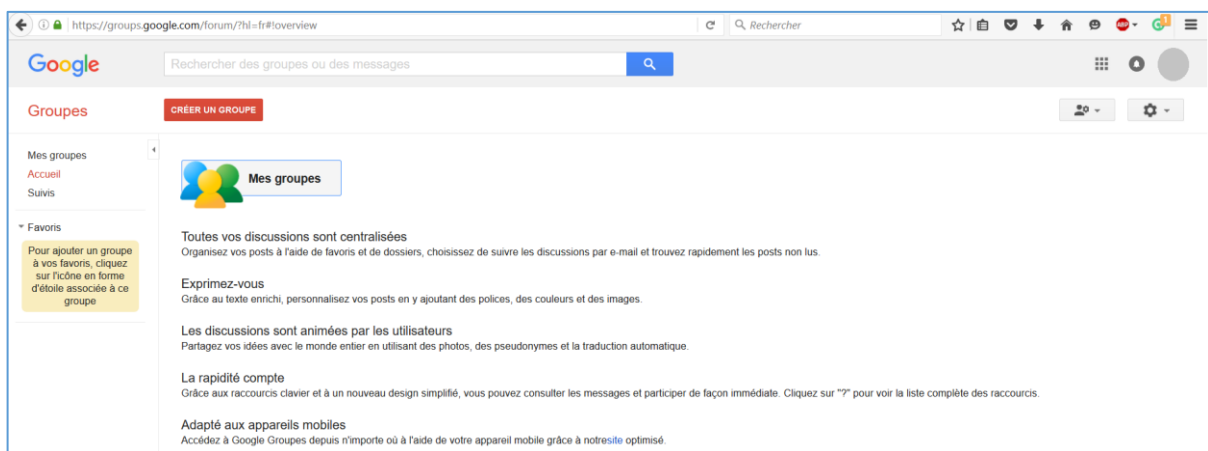 https://groups.google.com/forum/?hl=fr#!overview
Rechercher
ABP
1
Google
Rechercher des groupes ou des messages
Groupes
CRÉER UN GROUPE
Mes groupes
Accueil
Suivis
Favoris
Pour ajouter un groupe
à vos favoris, cliquez
sur l'icône en forme
d'étoile associée à ce
groupe
Mes groupes
Toutes vos discussions sont centralisées
Organisez vos posts à l'aide de favoris et de dossiers, choisissez de suivre les discussions par e-mail et trouvez rapidement les posts non lus.
Exprimez-vous
Grâce au texte enrichi, personnalisez vos posts en y ajoutant des polices, des couleurs et des images.
Les discussions sont animées par les utilisateurs
Partagez vos idées avec le monde entier en utilisant des photos, des pseudonymes et la traduction automatique.
La rapidité compte
Grâce aux raccourcis clavier et à un nouveau design simplifié, vous pouvez consulter les messages et participer de façon immédiate. Cliquez sur "?" pour voir la liste complète des raccourcis.
Adapté aux appareils mobiles
Accédez à Google Groupes depuis n'importe où à l'aide de votre appareil mobile grâce à notresite optimisé.